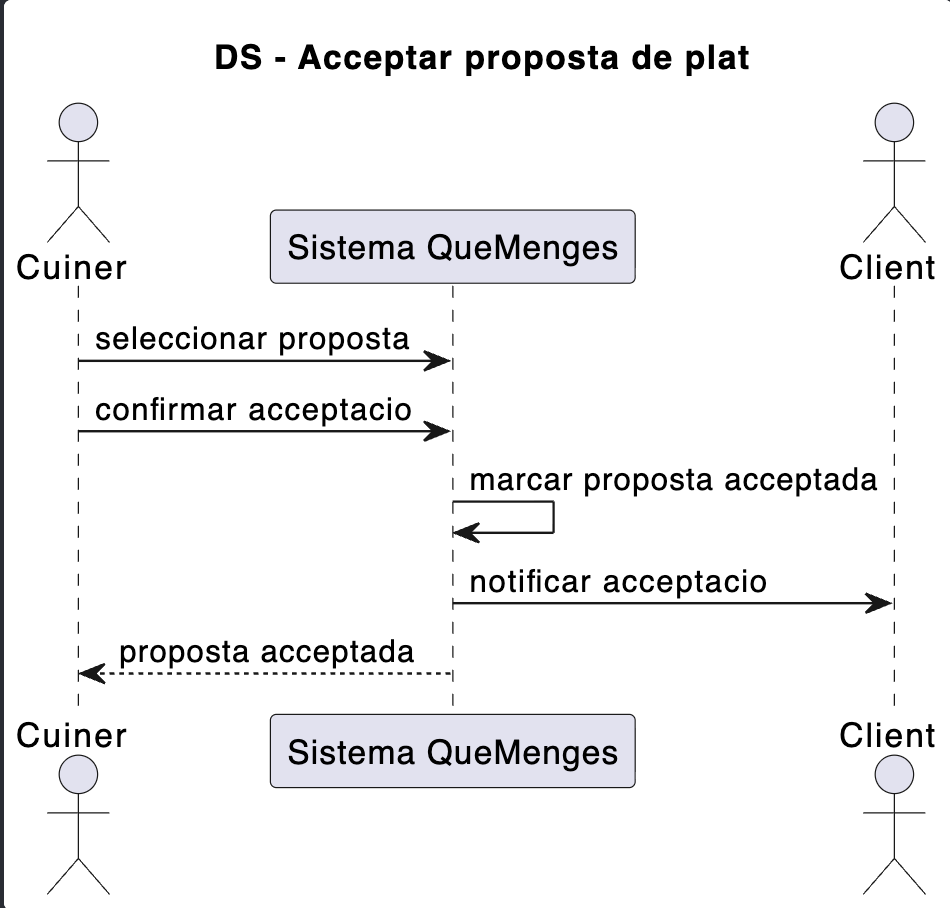 DS - Acceptar proposta de plat
Cuiner
Sistema QueMenges
Client
seleccionar proposta
confirmar acceptacio
marcar proposta acceptada
notificar acceptacio
proposta acceptada
Cuiner
Sistema QueMenges
Client